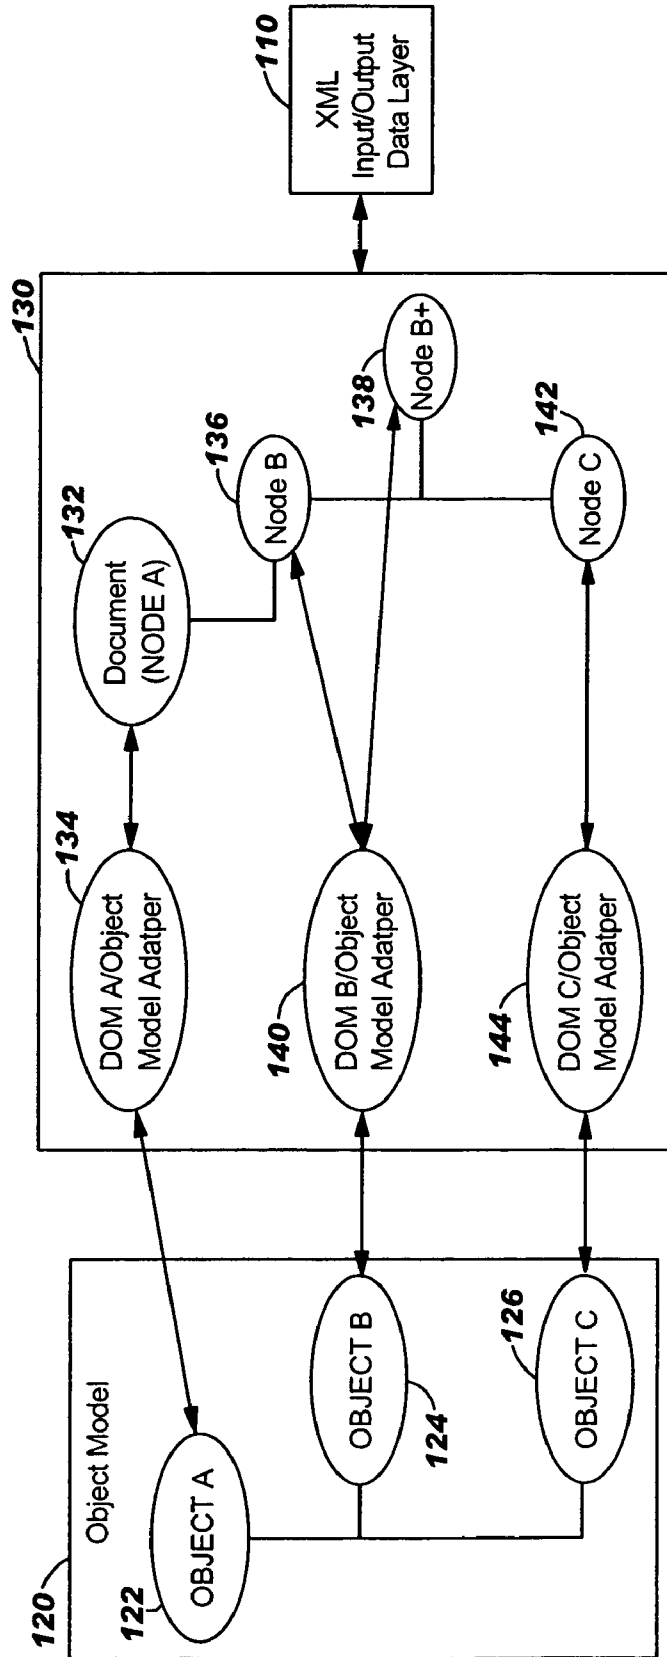 120
Object Model
122
OBJECT A
OBJECT B
124
126
OBJECT C
130
134
DOM A/Object
Model Adatper
132
Document
(NODE A)
140
DOM B/Object
Model Adatper
136
Node B
138
Node B+
144
DOM C/Object
Model Adatper
142
Node C
110
XML
Input/Output
Data Layer